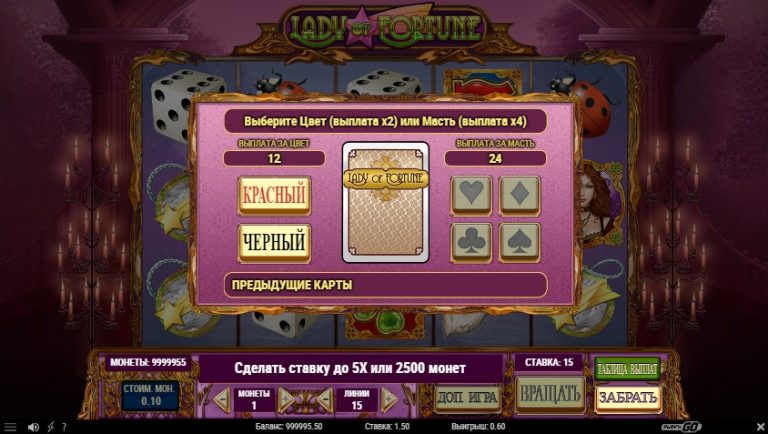 LADY OF FORTUNE
Выберите Цвет (выплата x2) или Масть (выплата x4)
ВЫПЛАТА ЗА ЦВЕТ
12
ВЫПЛАТА ЗА МАСТЬ
24
LADY OF FORTUNE
КРАСНЫЙ
ЧЕРНЫЙ
ПРЕДЫДУЩИЕ КАРТЫ
МОНЕТЫ: 9999955
Сделать ставку до 5X или 2500 монет
СТАВКА: 15
ТАБЛИЦА ВЫПЛАТ
СТОИМ. МОН.
0.10
МОНЕТЫ
1
ЛИНИИ
15
ДОП. ИГРА
ВРАЩАТЬ
ЗАБРАТЬ
?
Баланс: 999995.50
Ставка: 1.50
Выигрыш: 0.60
PLAY'N GO